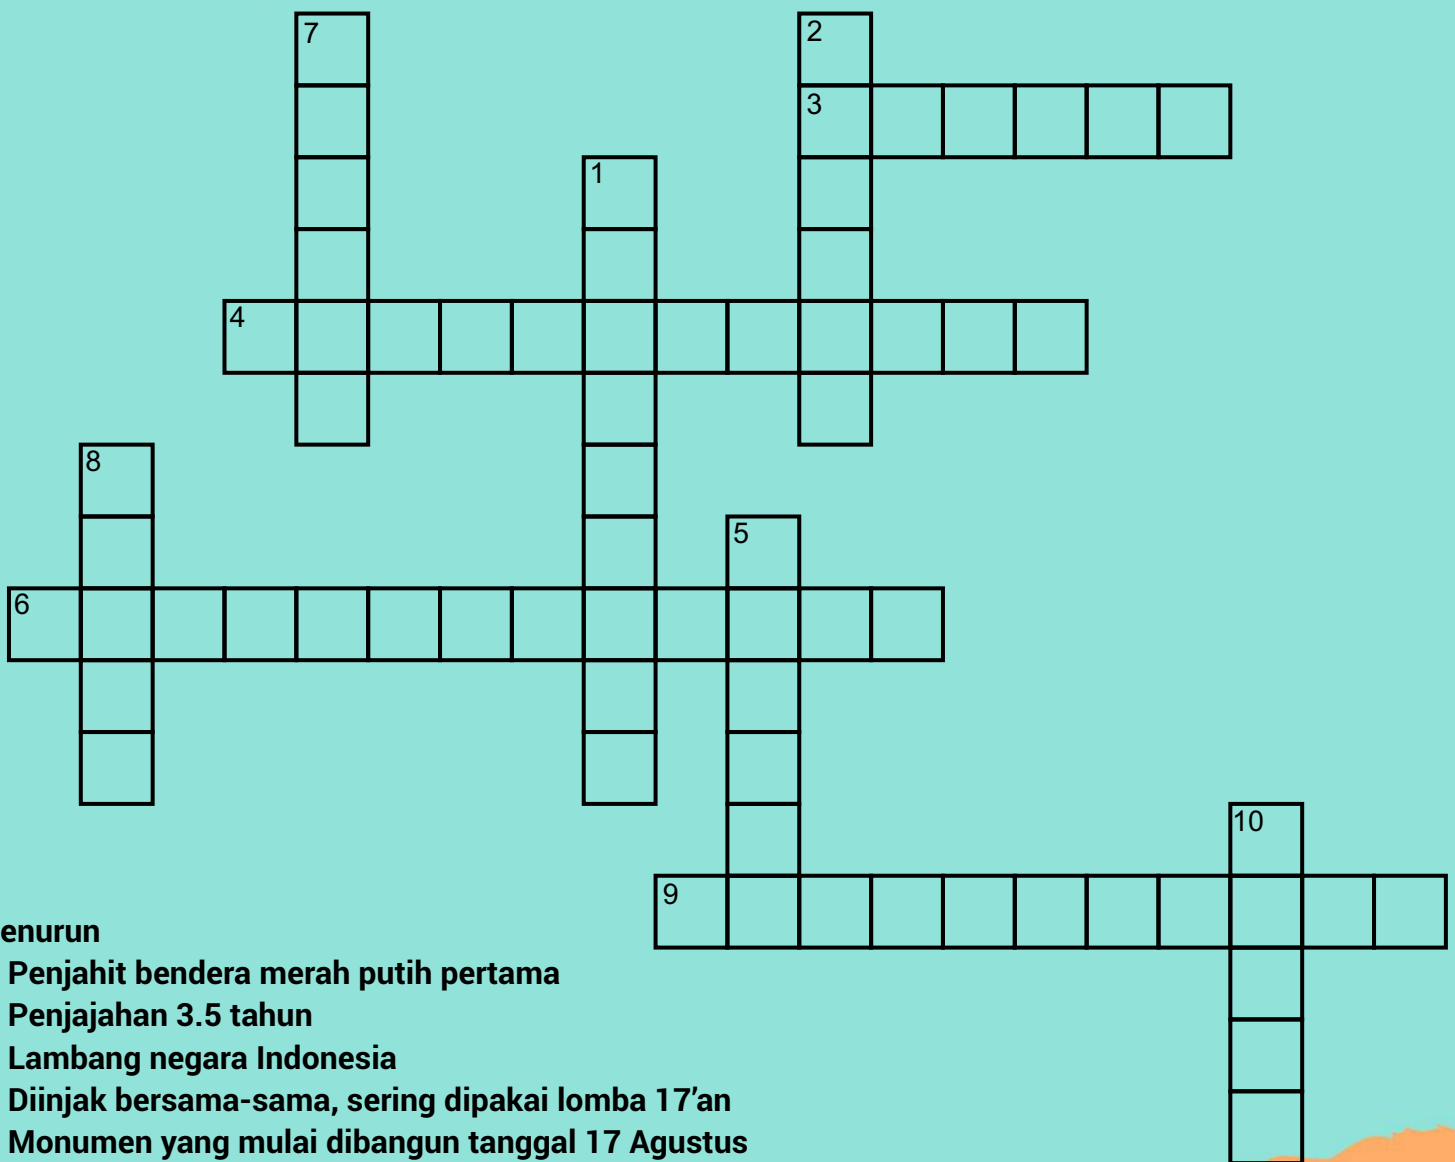 7
2
3
1
4
8
5
6
10
9
enurun
Penjahit bendera merah putih pertama
Penjajahan 3.5 tahun
Lambang negara Indonesia
Diinjak bersama-sama, sering dipakai lomba 17’an
Monumen yang mulai dibangun tanggal 17 Agustus